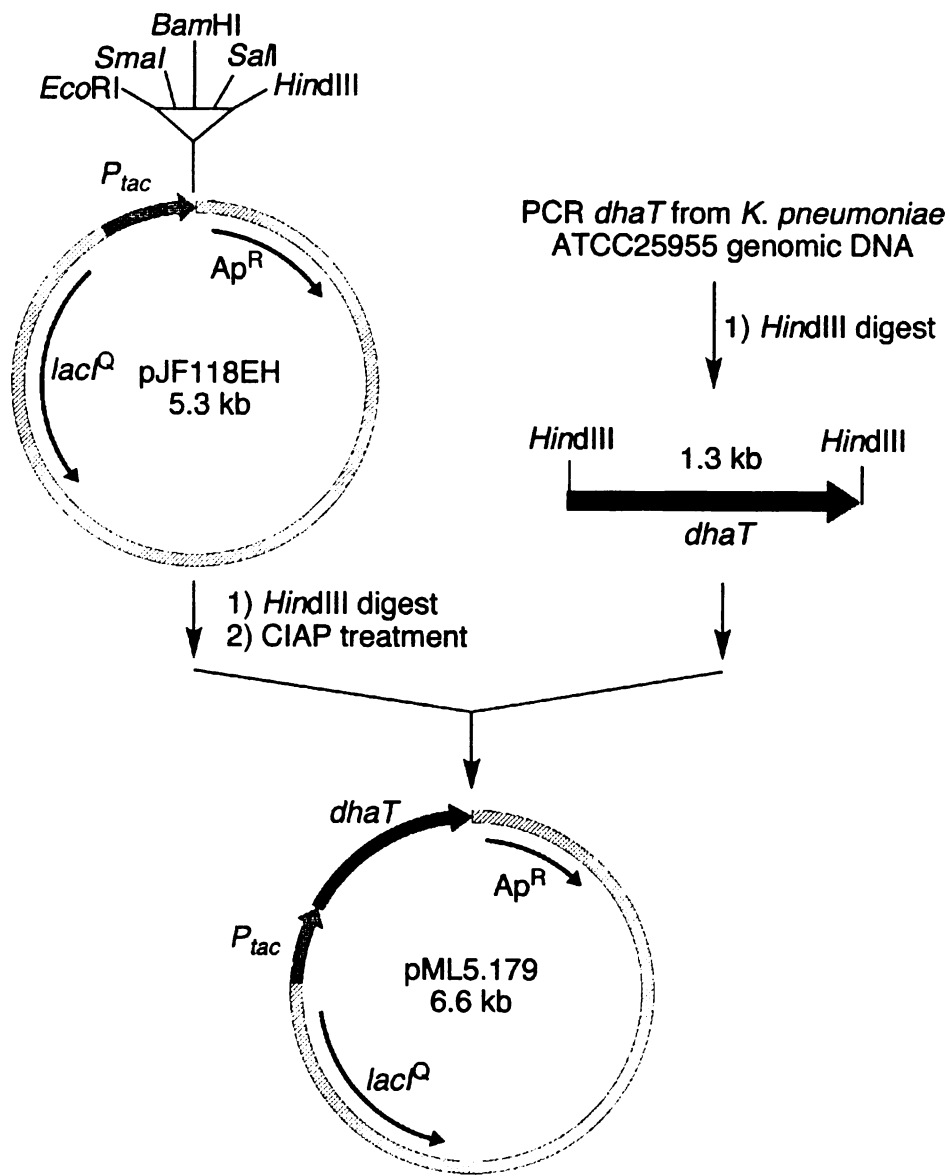 BamHI
SmaI
SalI
EcoRI
HindIII
Ptac
ApR
lacIQ
pJF118EH
5.3 kb
PCR dhaT from K. pneumoniae
ATCC25955 genomic DNA
1) HindIII digest
HindIII
1.3 kb
HindIII
dhaT
1) HindIII digest
2) CIAP treatment
dhaT
ApR
Ptac
pML5.179
6.6 kb
lacIQ